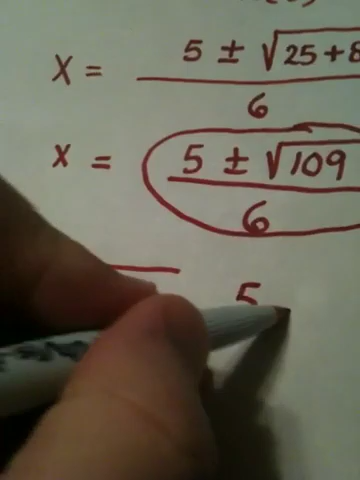 x = 5 ± √25+8
6
x = 5 ± √109
6
5